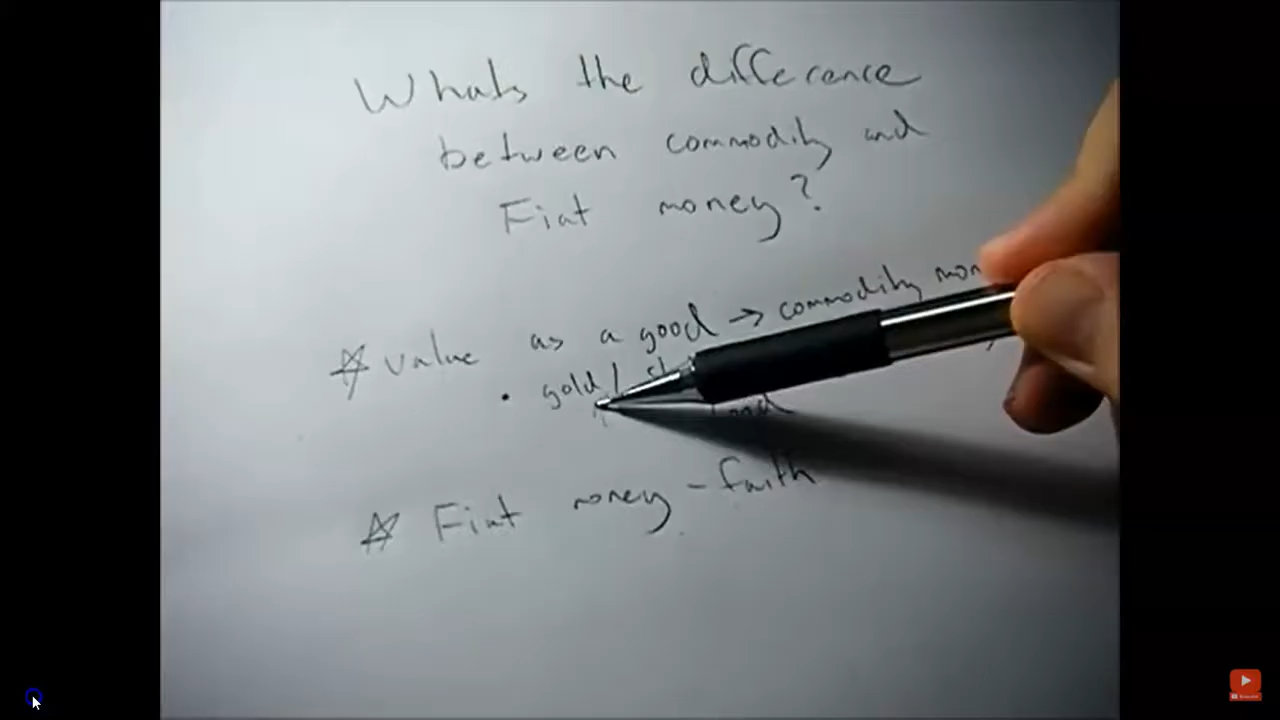 Whats the difference
between commodity and
Fiat money?
value as a good → commodity
gold/
Fiat money - faith